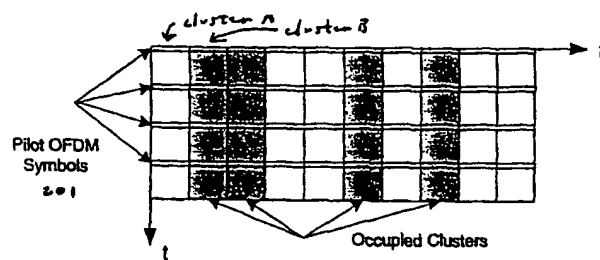 cluster A
cluster B
Pilot OFDM
Symbols
201
t
Occupied Clusters